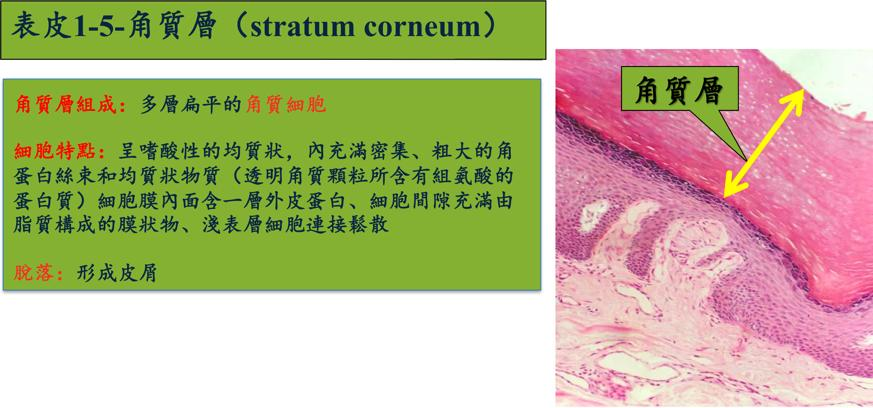 表皮1-5-角質層（stratum corneum）
角質層組成：多層扁平的角質細胞
細胞特點：呈嗜酸性的均質狀，內充滿密集、粗大的角
蛋白絲束和均質狀物質（透明角質顆粒所含有組氨酸的
蛋白質）細胞膜內面含一層外皮蛋白、細胞間隙充滿由
脂質構成的膜狀物、淺表層細胞連接鬆散
脫落：形成皮屑
角質層